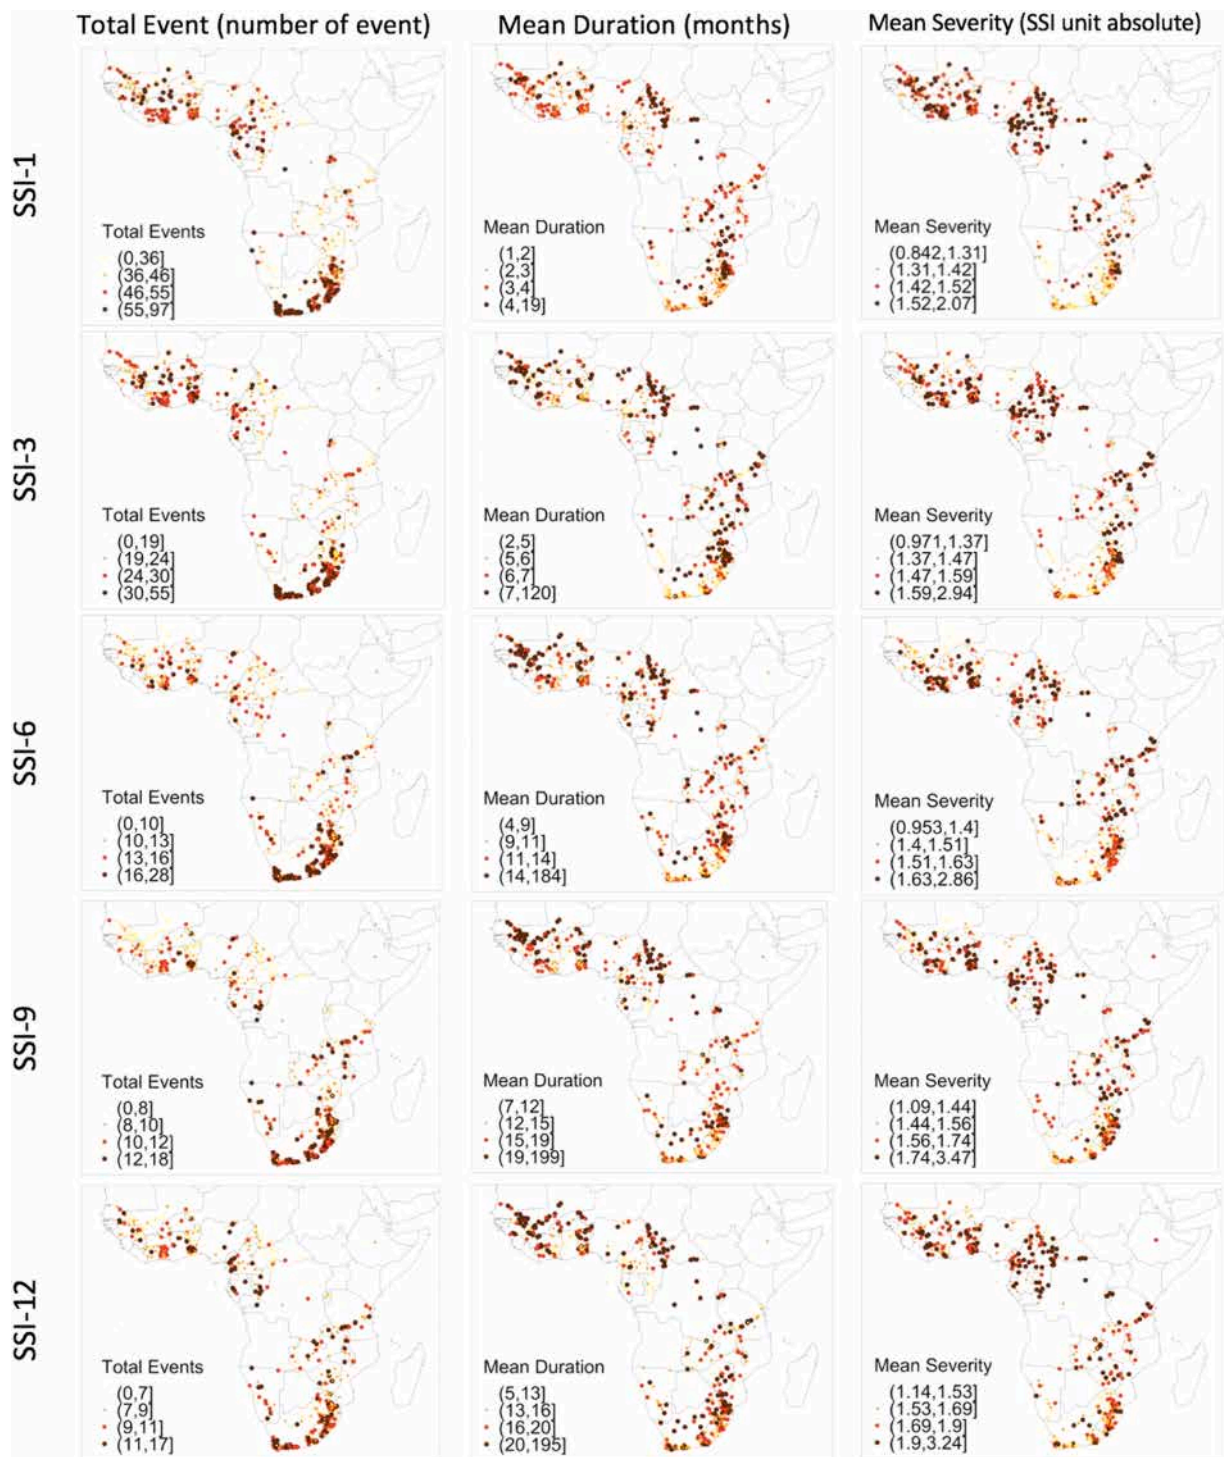 Total Event (number of event)
Mean Duration (months)
Mean Severity (SSI unit absolute)
SSI-1
Total Events
(0,36]
(36,46]
(46,55]
(55,97]
Mean Duration
(1,2]
(2,3]
(3,4]
(4,19]
Mean Severity
(0.842,1.31]
(1.31,1.42]
(1.42,1.52]
(1.52,2.07]
SSI-3
Total Events
(0,19]
(19,24]
(24,30]
(30,55]
Mean Duration
(2,5]
(5,6]
(6,7]
(7,120]
Mean Severity
(0.971,1.37]
(1.37,1.47]
(1.47,1.59]
(1.59,2.94]
SSI-6
Total Events
(0,10]
(10,13]
(13,16]
(16,28]
Mean Duration
(4,9]
(9,11]
(11,14]
(14,184]
Mean Severity
(0.953,1.4]
(1.4,1.51]
(1.51,1.63]
(1.63,2.86]
SSI-9
Total Events
(0,8]
(8,10]
(10,12]
(12,18]
Mean Duration
(7,12]
(12,15]
(15,19]
(19,199]
Mean Severity
(1.09,1.44]
(1.44,1.56]
(1.56,1.74]
(1.74,3.47]
SSI-12
Total Events
(0,7]
(7,9]
(9,11]
(11,17]
Mean Duration
(5,13]
(13,16]
(16,20]
(20,195]
Mean Severity
(1.14,1.53]
(1.53,1.69]
(1.69,1.9]
(1.9,3.24]